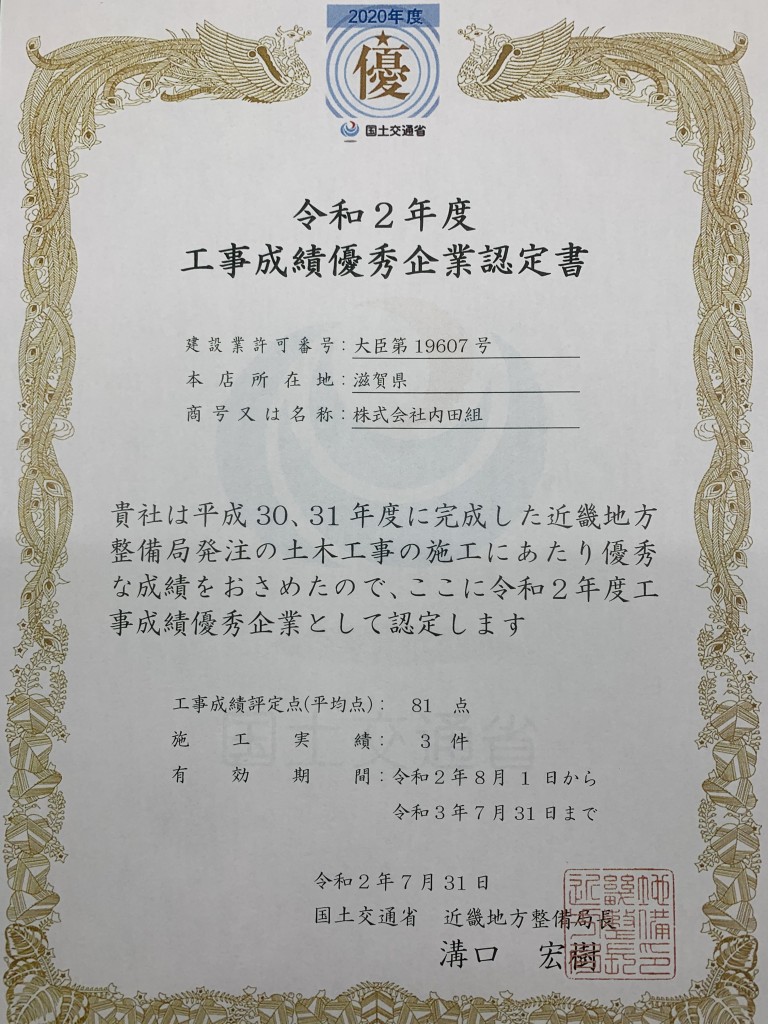 2020年度
優
国土交通省
令和2年度
工事成績優秀企業認定書
建設業許可番号：大臣第19607号
本店所在地：滋賀県
商号又は名称：株式会社内田組
貴社は平成30、31年度に完成した近畿地方
整備局発注の土木工事の施工にあたり優秀
な成績をおさめたので、ここに令和2年度工
事成績優秀企業として認定します
工事成績評定点(平均点)： 81 点
施工実績： 3 件
有効期間：令和2年8月1日から
令和3年7月31日まで
令和2年7月31日
国土交通省 近畿地方整備局長
溝口 宏樹